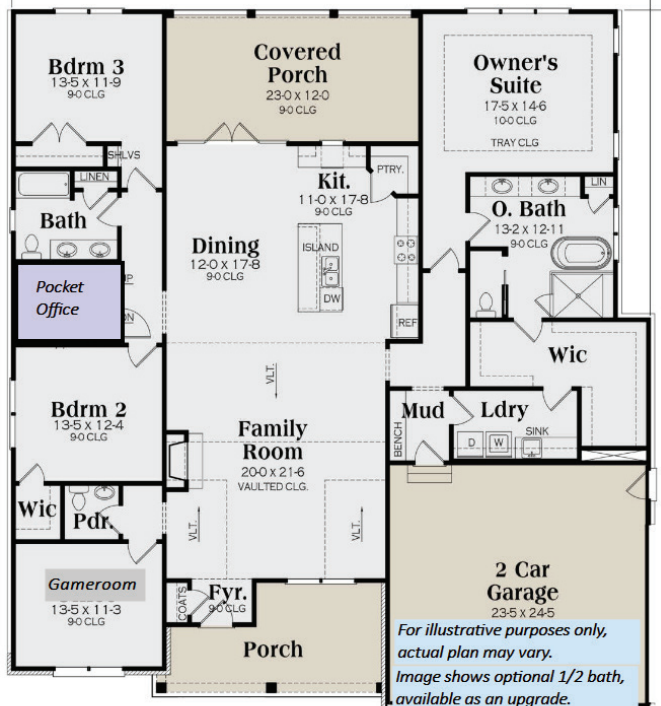 Bdrm 3
13-5 x 11-9
9-0 CLG
Covered
Porch
23-0 x 12-0
9-0 CLG
Owner's
Suite
17-5 x 14-6
10-0 CLG
TRAY CLG
SHLVS
LINEN
Bath
PTRY.
Kit.
11-0 x 17-8
9-0 CLG
LIN
O. Bath
13-2 x 12-11
9-0 CLG
Dining
12-0 x 17-8
9-0 CLG
ISLAND
DW
REF
Pocket
Office
VLT.
Wic
Bdrm 2
13-5 x 12-4
9-0 CLG
Family
Room
20-0 x 21-6
VAULTED CLG.
Mud
BENCH
Ldry
D
W
SINK
Wic
Pdr.
VLT.
VLT.
Gameroom
13-5 x 11-3
9-0 CLG
COATS
Fyr.
9-0 CLG
Porch
2 Car
Garage
23-5 x 24-5
For illustrative purposes only,
actual plan may vary.
Image shows optional 1/2 bath,
available as an upgrade.